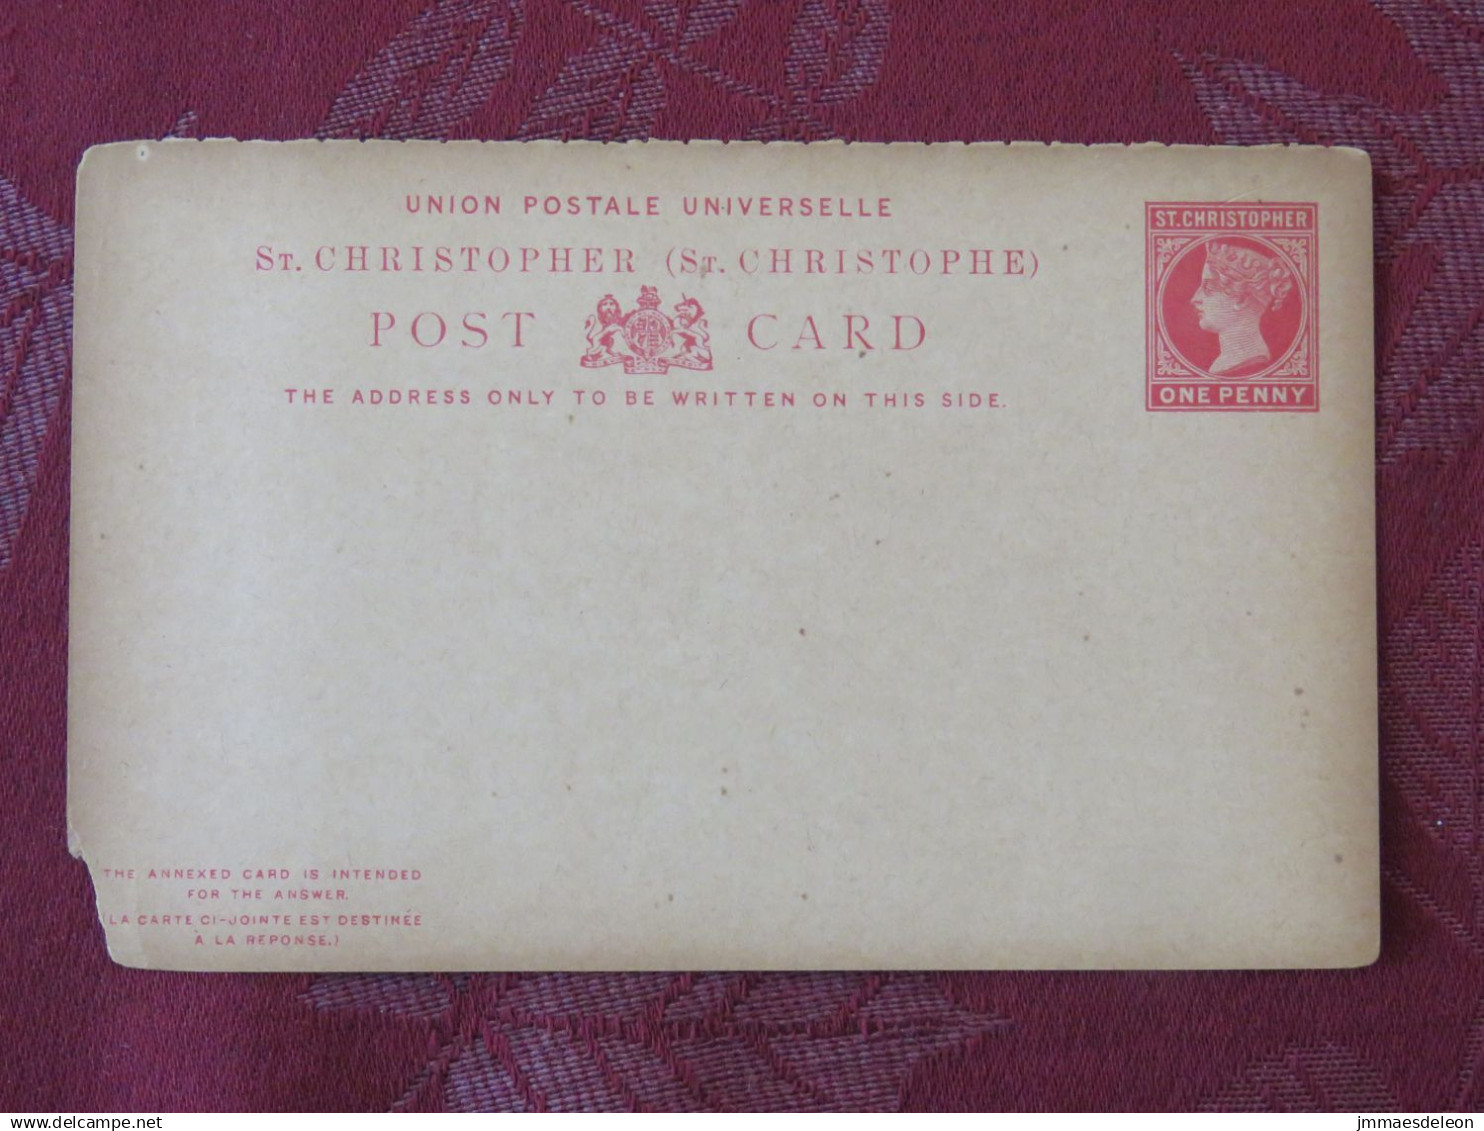 UNION POSTALE UNIVERSELLE
ST. CHRISTOPHER (ST. CHRISTOPHE)
POST CARD
THE ADDRESS ONLY TO BE WRITTEN ON THIS SIDE.
ST. CHRISTOPHER
ONE PENNY
THE ANNEXED CARD IS INTENDED
FOR THE ANSWER.
(LA CARTE CI-JOINTE EST DESTINÉE
À LA RÉPONSE.)
www.delcampe.net
jmmaesdeleon